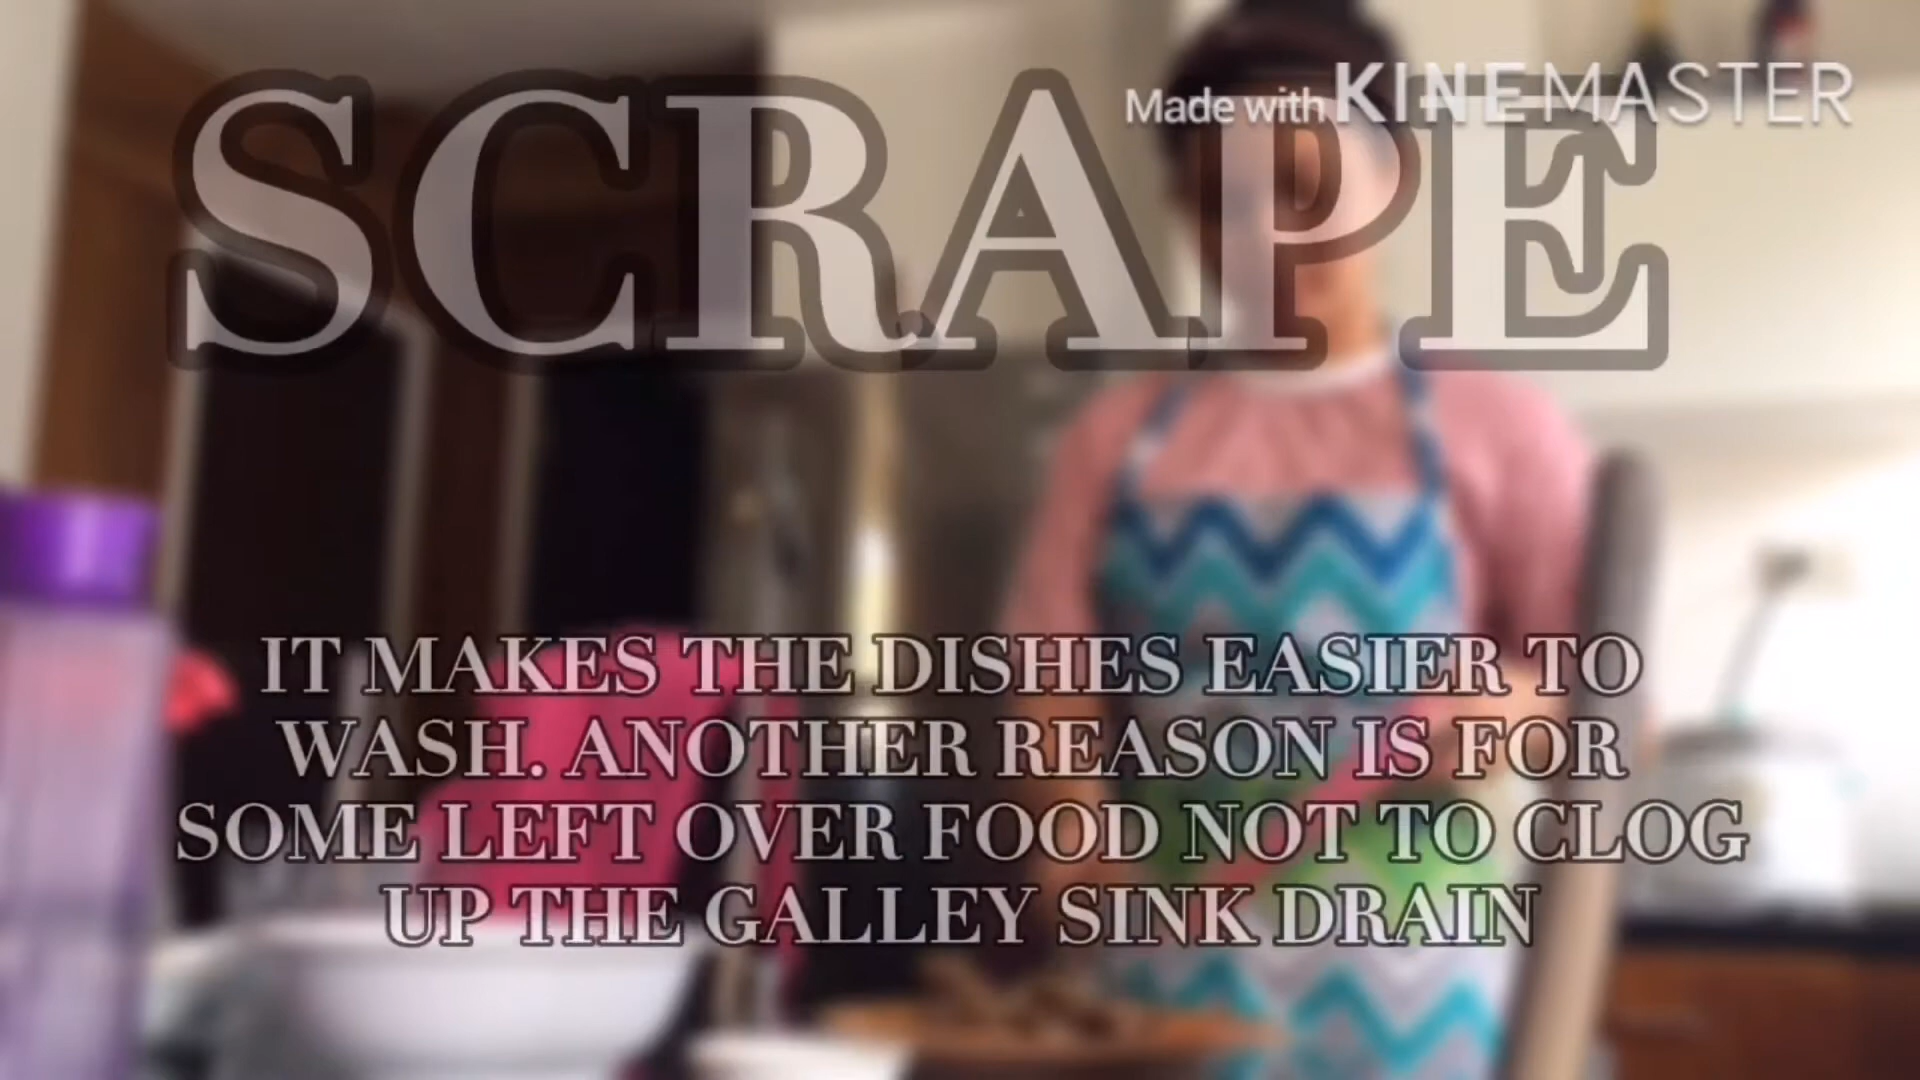 Made with KINEMASTER
SCRAPE
IT MAKES THE DISHES EASIER TO
WASH. ANOTHER REASON IS FOR
SOME LEFT OVER FOOD NOT TO CLOG
UP THE GALLEY SINK DRAIN